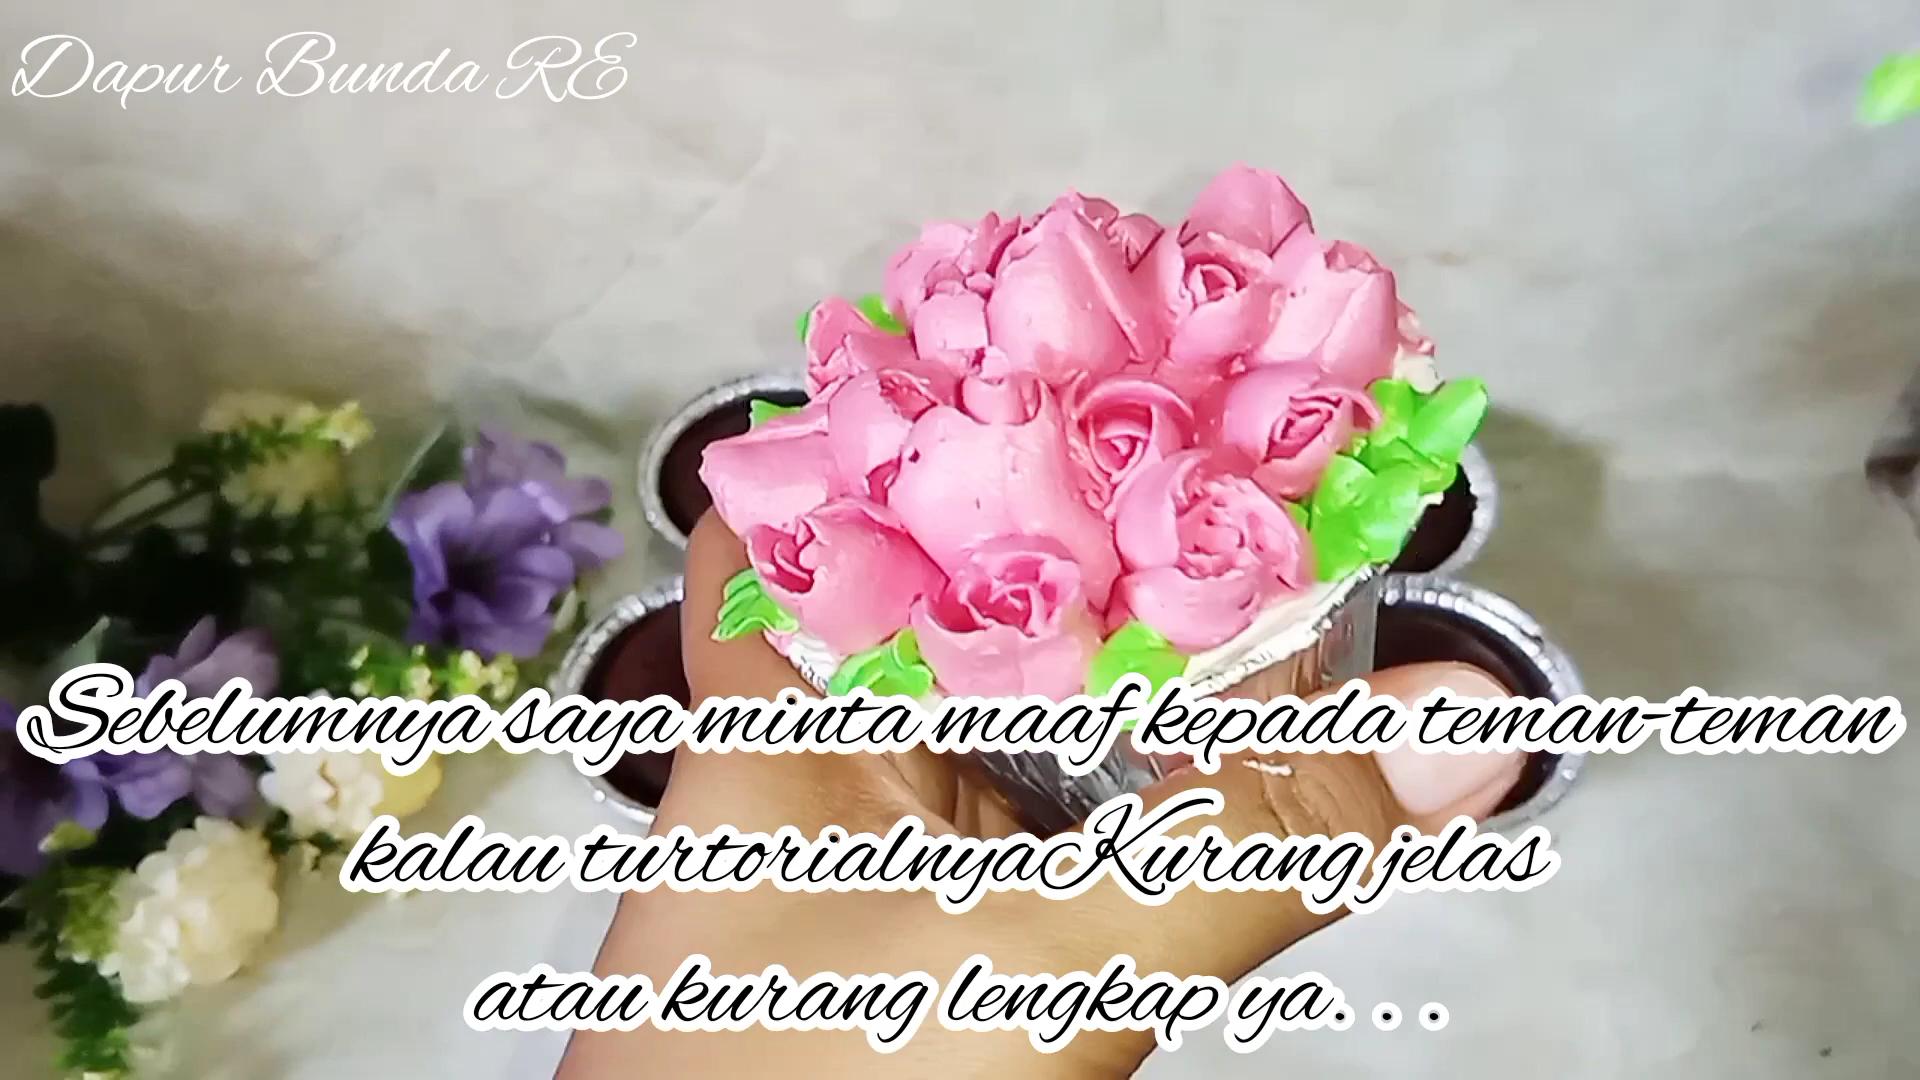 Dapur Bunda RE
Sebelumnya saya minta maaf kepada teman-teman
kalau turtorialnya Kurang jelas
atau kurang lengkap ya...